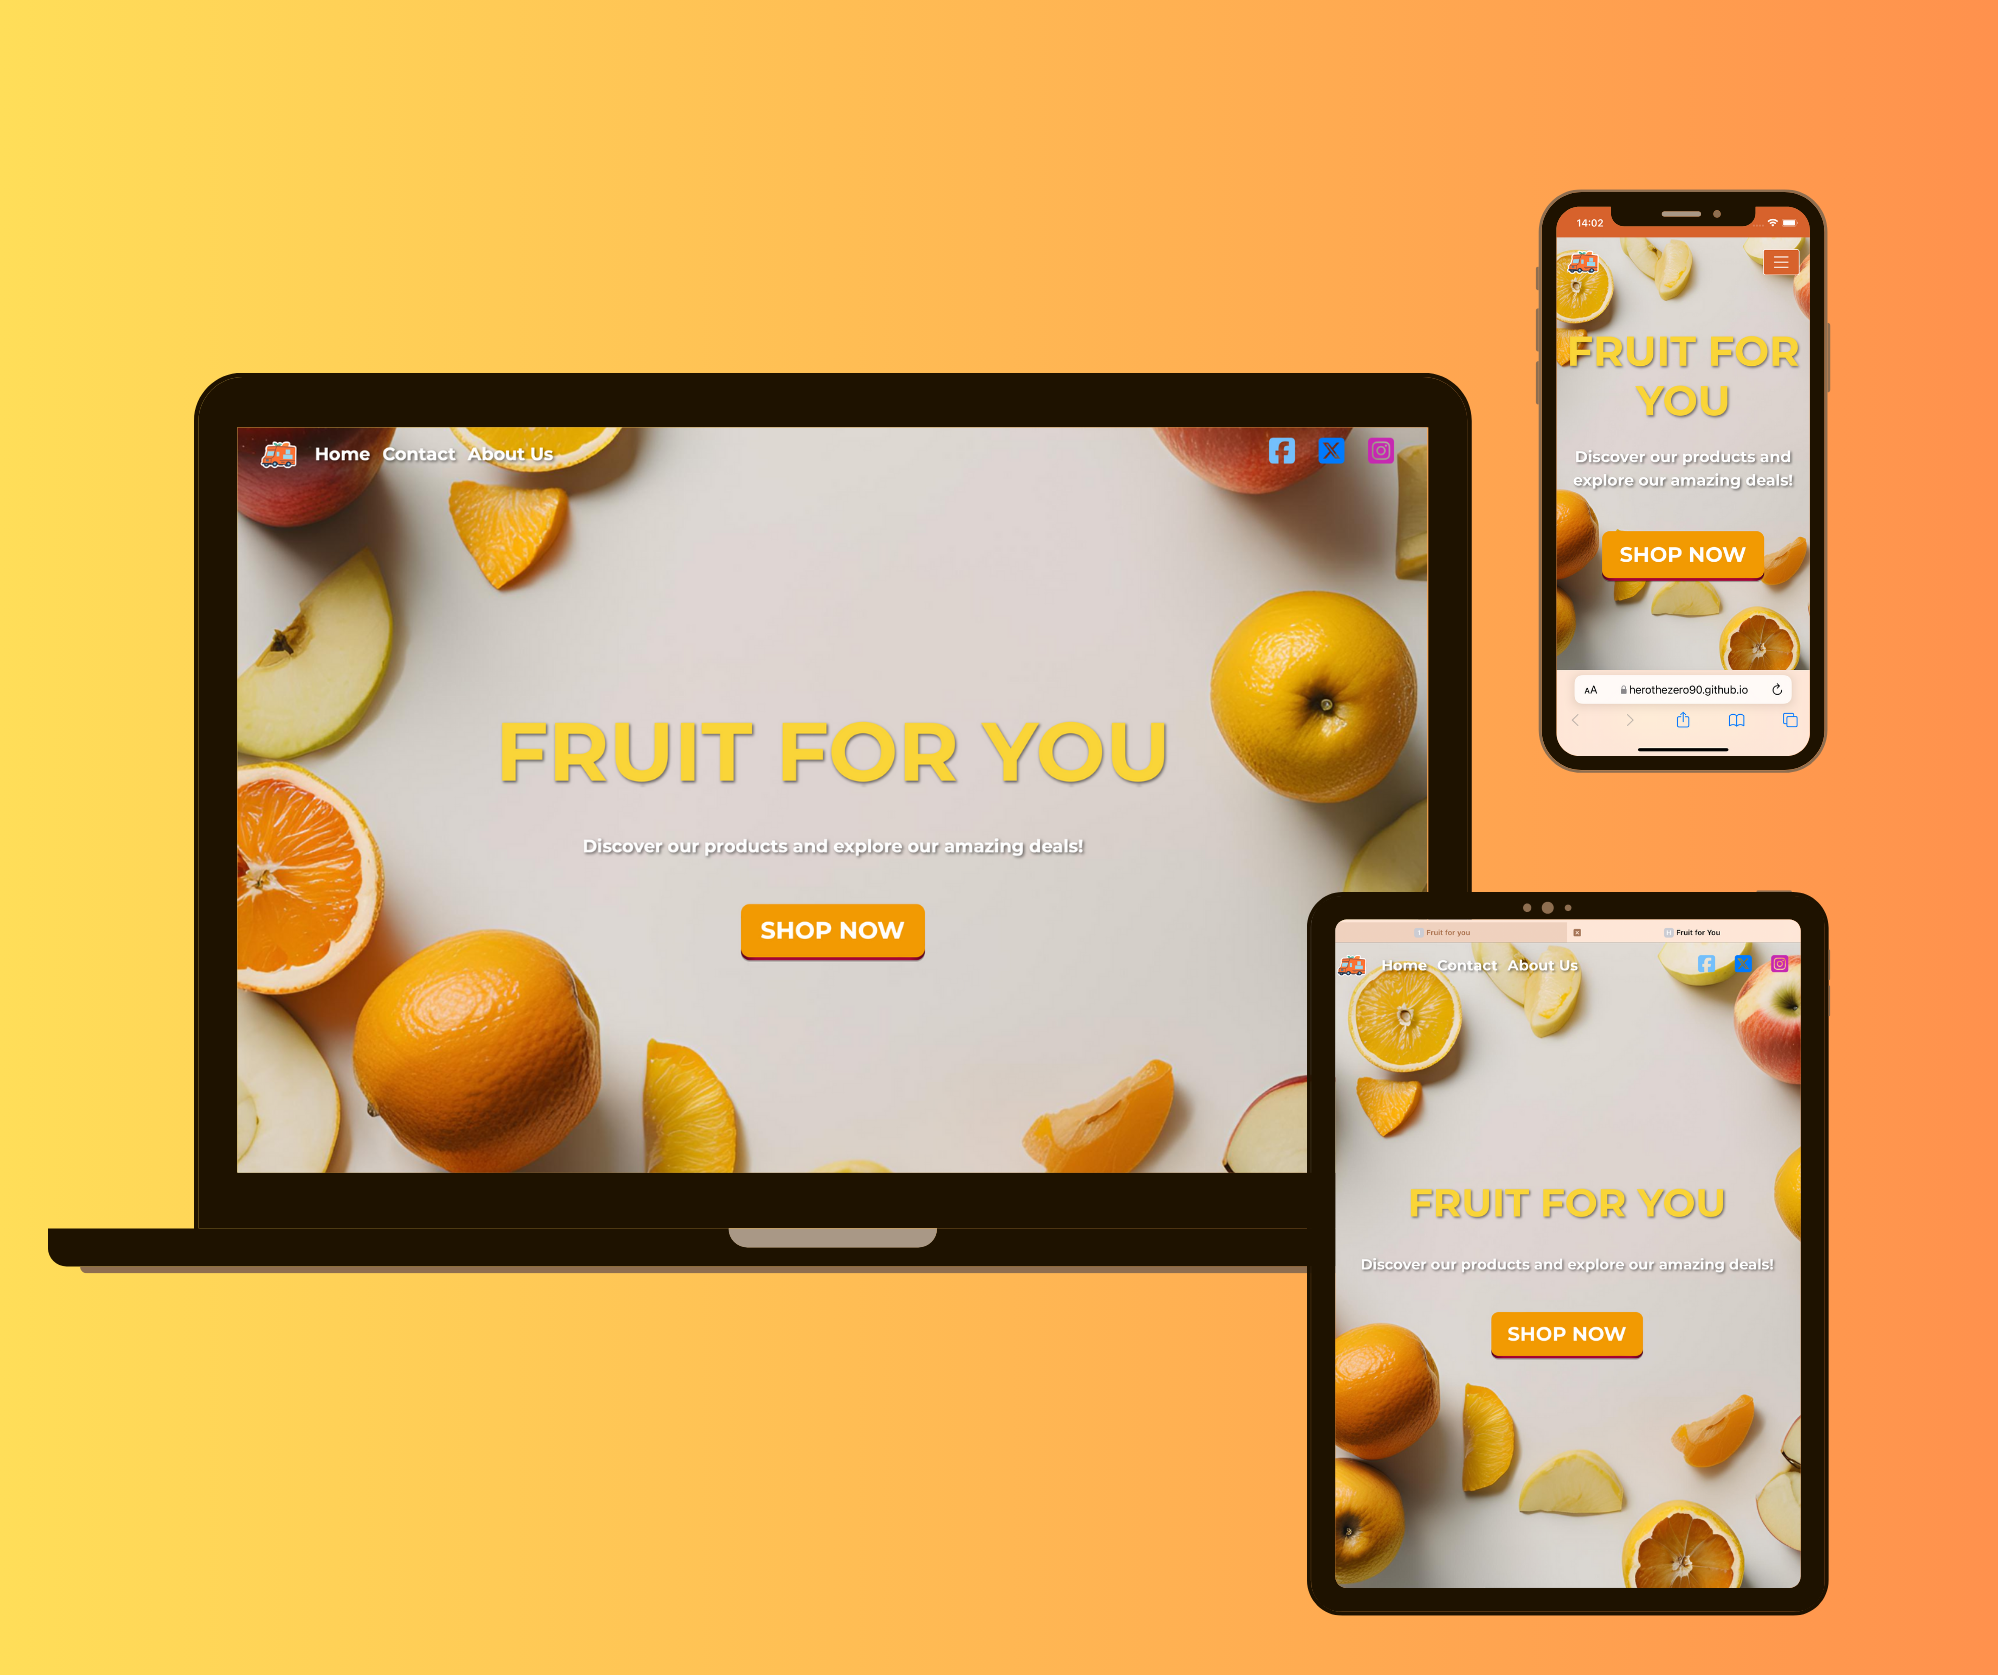 Home Contact About Us
FRUIT FOR YOU
Discover our products and explore our amazing deals!
SHOP NOW
14:02
FRUIT FOR
YOU
Discover our products and
explore our amazing deals!
SHOP NOW
AA herothezero90.github.io
Fruit for you
Fruit for You
Home Contact About Us
FRUIT FOR YOU
Discover our products and explore our amazing deals!
SHOP NOW